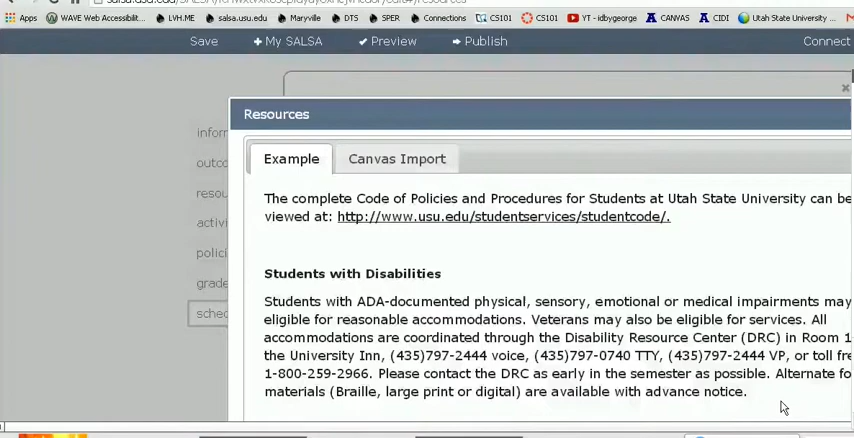 Apps WAVE Web Accessibilit... LVH.ME salsa.usu.edu Maryville DTS SPER Connections CS101 CS101 YT - idbygeorge CANVAS CIDI Utah State University ...
Save My SALSA Preview Publish Connect
Resources
inform
outco
resou
activi
polici
grade
sched
Example Canvas Import
The complete Code of Policies and Procedures for Students at Utah State University can be
viewed at: http://www.usu.edu/studentservices/studentcode/.
Students with Disabilities
Students with ADA-documented physical, sensory, emotional or medical impairments may
eligible for reasonable accommodations. Veterans may also be eligible for services. All
accommodations are coordinated through the Disability Resource Center (DRC) in Room 1
the University Inn, (435)797-2444 voice, (435)797-0740 TTY, (435)797-2444 VP, or toll fre
1-800-259-2966. Please contact the DRC as early in the semester as possible. Alternate fo
materials (Braille, large print or digital) are available with advance notice.